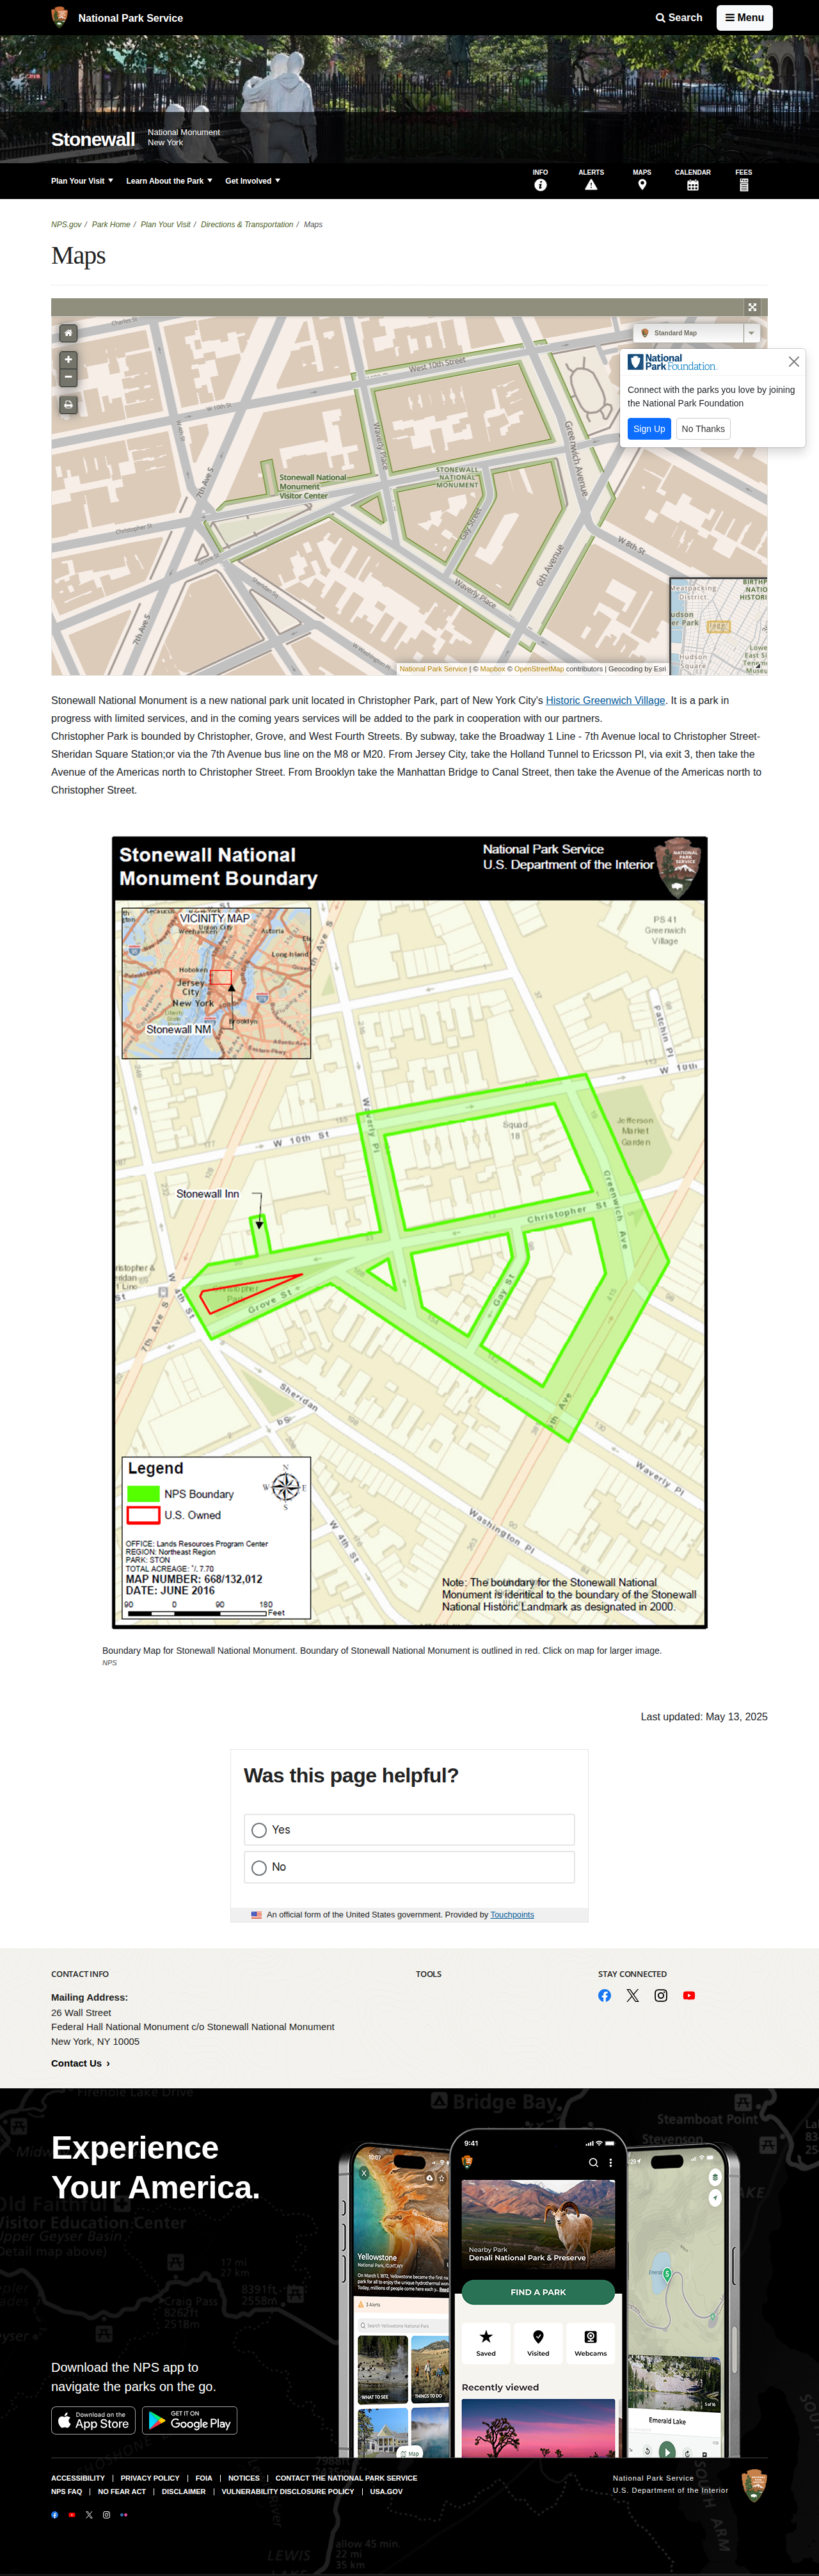 National Park Service
Search
Menu
Stonewall
National Monument
New York
Plan Your Visit
Learn About the Park
Get Involved
INFO
ALERTS
MAPS
CALENDAR
FEES
NPS.gov / Park Home / Plan Your Visit / Directions & Transportation / Maps
Maps
Standard Map
Charles St
West 10th Street
W 10th St
W 4th St
Waverly Place
Greenwich Avenue
7th Ave S
Stonewall National
Monument
Visitor Center
STONEWALL
NATIONAL
MONUMENT
Christopher St
Gay Street
Grove St
6th Avenue
W 8th St
Sheridan Sq
Waverly Place
7th Ave S
W Washington Pl
Meatpacking
District
Hudson
Square
National
Park Foundation
Connect with the parks you love by joining
the National Park Foundation
Sign Up
No Thanks
National Park Service | © Mapbox © OpenStreetMap contributors | Geocoding by Esri
Stonewall National Monument is a new national park unit located in Christopher Park, part of New York City's Historic Greenwich Village. It is a park in
progress with limited services, and in the coming years services will be added to the park in cooperation with our partners.
Christopher Park is bounded by Christopher, Grove, and West Fourth Streets. By subway, take the Broadway 1 Line - 7th Avenue local to Christopher Street-
Sheridan Square Station;or via the 7th Avenue bus line on the M8 or M20. From Jersey City, take the Holland Tunnel to Ericsson Pl, via exit 3, then take the
Avenue of the Americas north to Christopher Street. From Brooklyn take the Manhattan Bridge to Canal Street, then take the Avenue of the Americas north to
Christopher Street.
Stonewall National
Monument Boundary
National Park Service
U.S. Department of the Interior
VICINITY MAP
Union City
Weehawken
Astoria
Long Island
Hoboken
Jersey
City
New York
Brooklyn
Stonewall NM
PS 41
Greenwich
Village
Patchin Pl
W 10th
Waverly Pl
W 10th St
Squad
18
Jefferson
Market
Garden
Stonewall Inn
Greenwich Ave
Christopher St
Christopher
Park
Grove St
Gay St
W 4th St
7th Ave S
Sheridan
Waverly Pl
Washington Pl
W 4th St
Legend
NPS Boundary
U.S. Owned
N
W
E
S
OFFICE: Lands Resources Program Center
REGION: Northeast Region
PARK: STON
TOTAL ACREAGE: +/- 7.70
MAP NUMBER: 668/132,012
DATE: JUNE 2016
90 0 90 180
Feet
Note: The boundary for the Stonewall National
Monument is identical to the boundary of the Stonewall
National Historic Landmark as designated in 2000.
Boundary Map for Stonewall National Monument. Boundary of Stonewall National Monument is outlined in red. Click on map for larger image.
NPS
Last updated: May 13, 2025
Was this page helpful?
Yes
No
An official form of the United States government. Provided by Touchpoints
CONTACT INFO
Mailing Address:
26 Wall Street
Federal Hall National Monument c/o Stonewall National Monument
New York, NY 10005
Contact Us
TOOLS
STAY CONNECTED
Experience
Your America.
Bridge Bay
Steamboat Point
9:41
10:07
Yellowstone
Nearby Park
Denali National Park & Preserve
FIND A PARK
Saved
Visited
Webcams
Recently viewed
WHAT TO SEE
THINGS TO DO
Map
Emerald Lake
Download the NPS app to
navigate the parks on the go.
Download on the
App Store
GET IT ON
Google Play
ACCESSIBILITY
PRIVACY POLICY
FOIA
NOTICES
CONTACT THE NATIONAL PARK SERVICE
NPS FAQ
NO FEAR ACT
DISCLAIMER
VULNERABILITY DISCLOSURE POLICY
USA.GOV
National Park Service
U.S. Department of the Interior